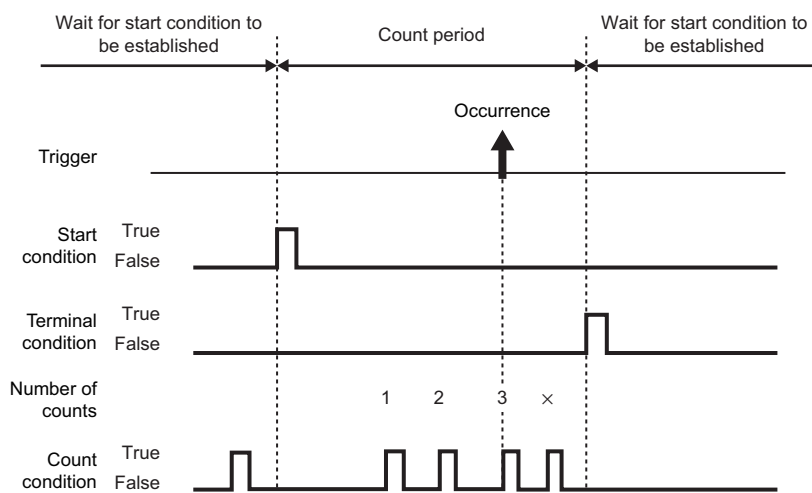 Wait for start condition to
be established
Count period
Wait for start condition to
be established
Occurrence
Trigger
Start
condition
True
False
Terminal
condition
True
False
Number of
counts
1 2 3 ×
Count
condition
True
False